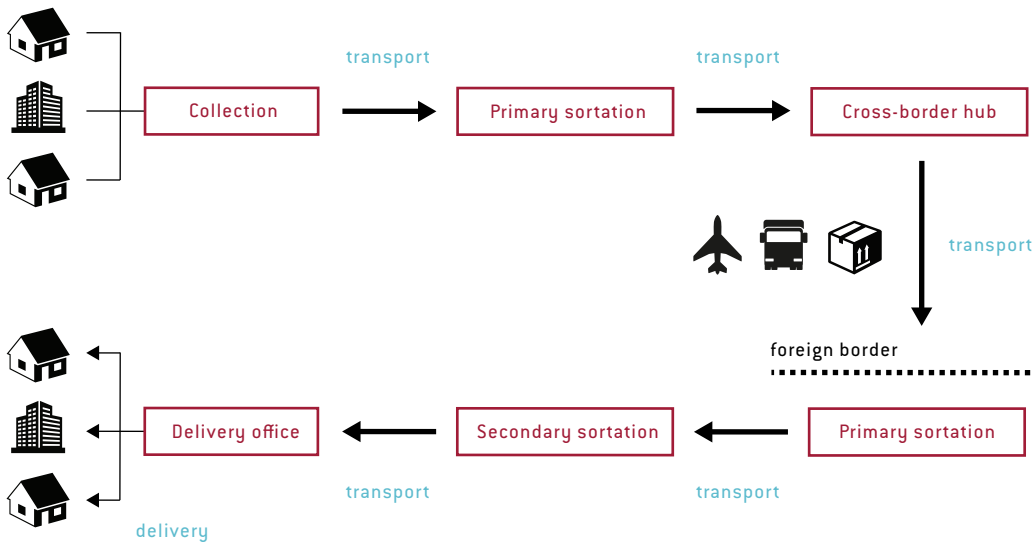 transport
transport
Collection
Primary sortation
Cross-border hub
transport
foreign border
Delivery office
Secondary sortation
Primary sortation
transport
transport
delivery